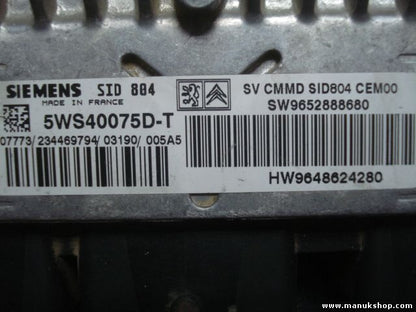 SIEMENS SID 804
MADE IN FRANCE
5WS40075D-T
07773/234469794/03190/005A5
SV CMMD SID804 CEM00
SW9652888680
HW9648624280
www.manukshop.com